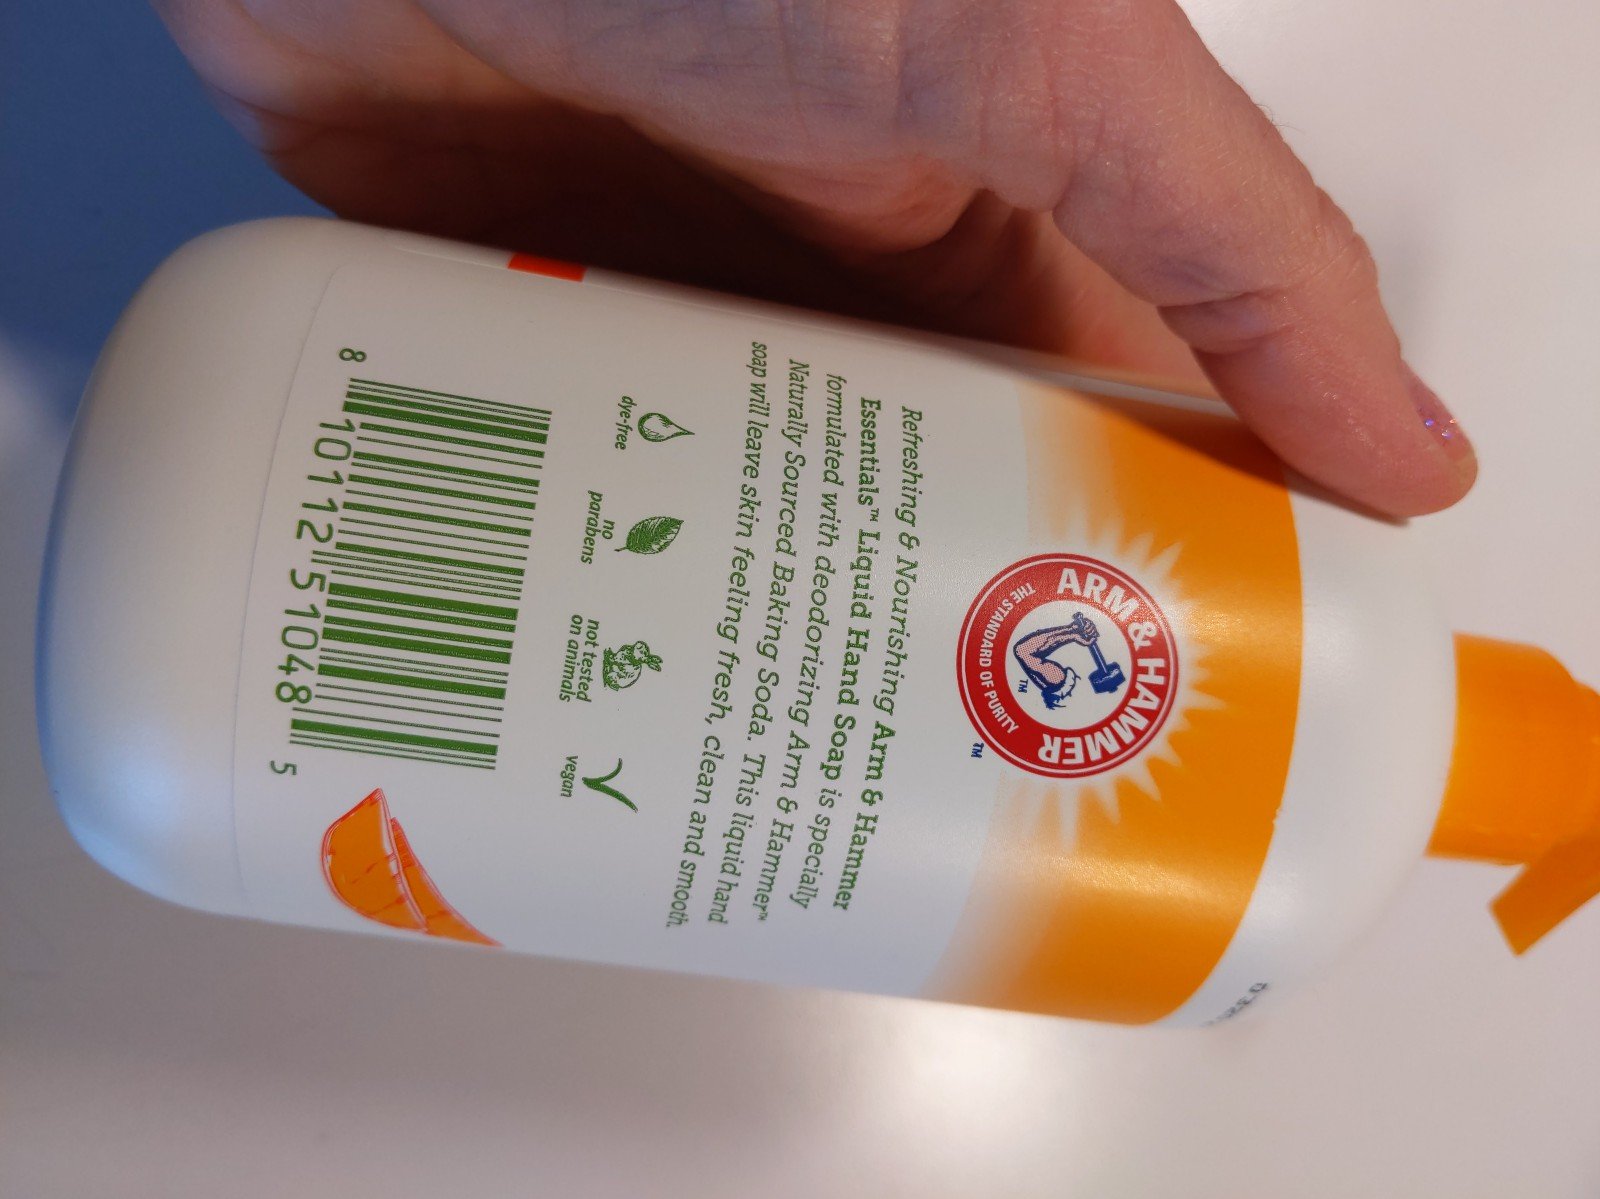 ARM & HAMMER
THE STANDARD OF PURITY
TM
TM
Refreshing & Nourishing Arm & Hammer
Essentials™ Liquid Hand Soap is specially
formulated with deodorizing Arm & Hammer™
Naturally Sourced Baking Soda. This liquid hand
soap will leave skin feeling fresh, clean and smooth.
dye-free
no
parabens
not tested
on animals
vegan
8 10112 51048 5